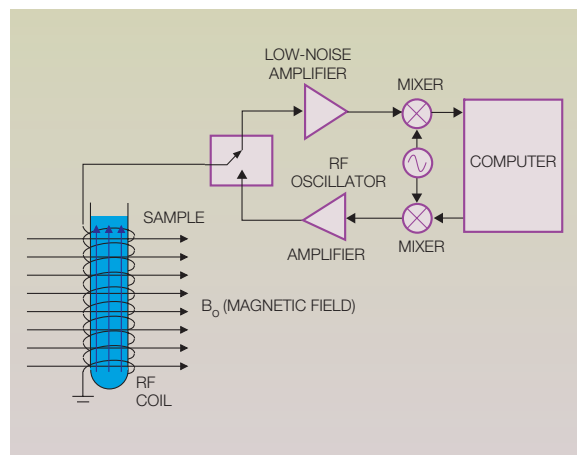 LOW-NOISE
AMPLIFIER
MIXER
RF
OSCILLATOR
COMPUTER
SAMPLE
AMPLIFIER
MIXER
Bo (MAGNETIC FIELD)
RF
COIL